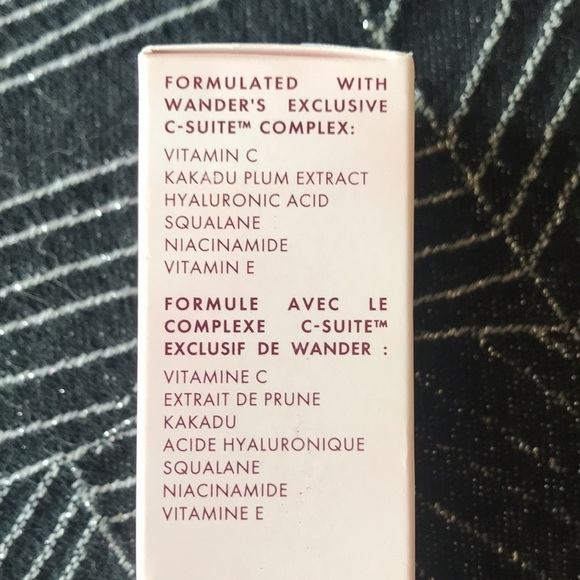 FORMULATED WITH
WANDER'S EXCLUSIVE
C-SUITE™ COMPLEX:
VITAMIN C
KAKADU PLUM EXTRACT
HYALURONIC ACID
SQUALANE
NIACINAMIDE
VITAMIN E
FORMULE AVEC LE
COMPLEXE C-SUITE™
EXCLUSIF DE WANDER :
VITAMINE C
EXTRAIT DE PRUNE
KAKADU
ACIDE HYALURONIQUE
SQUALANE
NIACINAMIDE
VITAMINE E